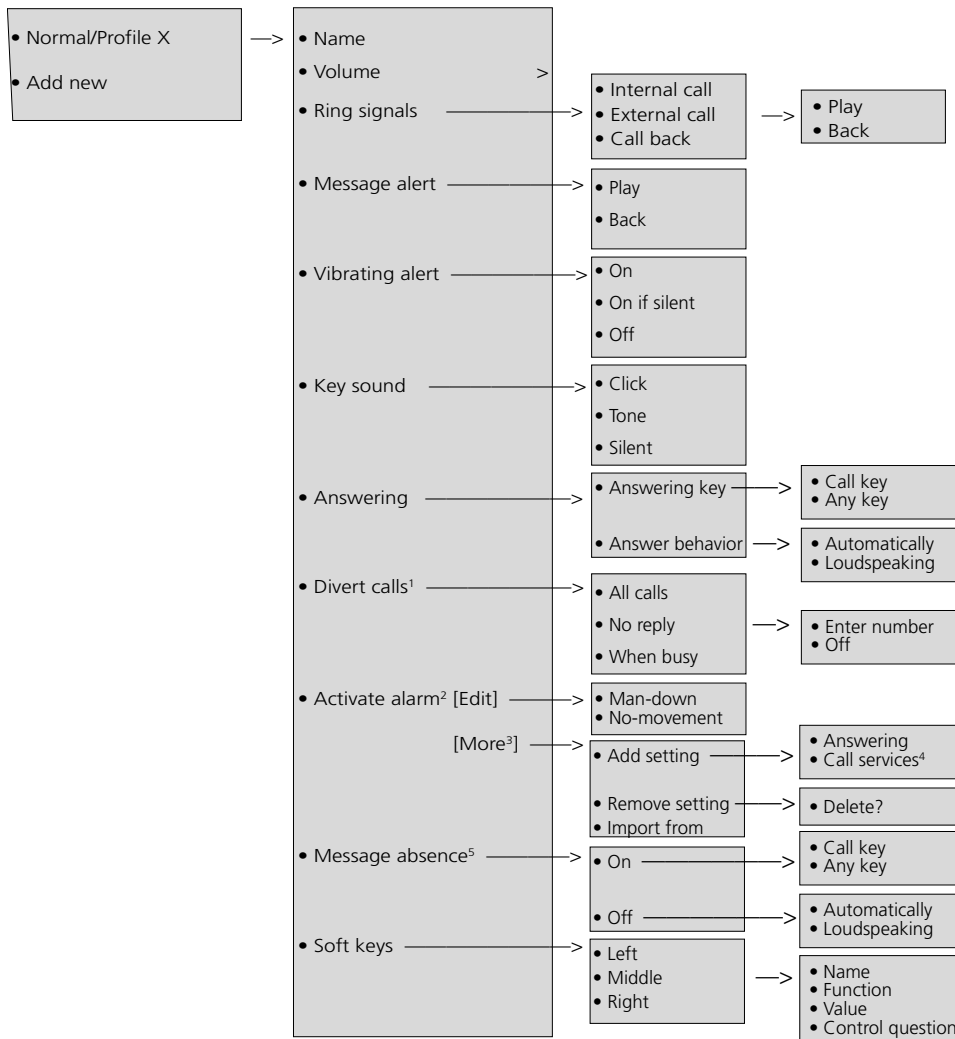 • Normal/Profile X
• Add new
• Name
• Volume >
• Ring signals
• Internal call
• External call
• Call back
• Play
• Back
• Message alert
• Play
• Back
• Vibrating alert
• On
• On if silent
• Off
• Key sound
• Click
• Tone
• Silent
• Answering
• Answering key
• Call key
• Any key
• Answer behavior
• Automatically
• Loudspeaking
• Divert calls¹
• All calls
• No reply
• When busy
• Enter number
• Off
• Activate alarm² [Edit]
• Man-down
• No-movement
[More³]
• Add setting
• Answering
• Call services⁴
• Remove setting
• Delete?
• Import from
• Message absence⁵
• On
• Call key
• Any key
• Off
• Automatically
• Loudspeaking
• Soft keys
• Left
• Middle
• Right
• Name
• Function
• Value
• Control question